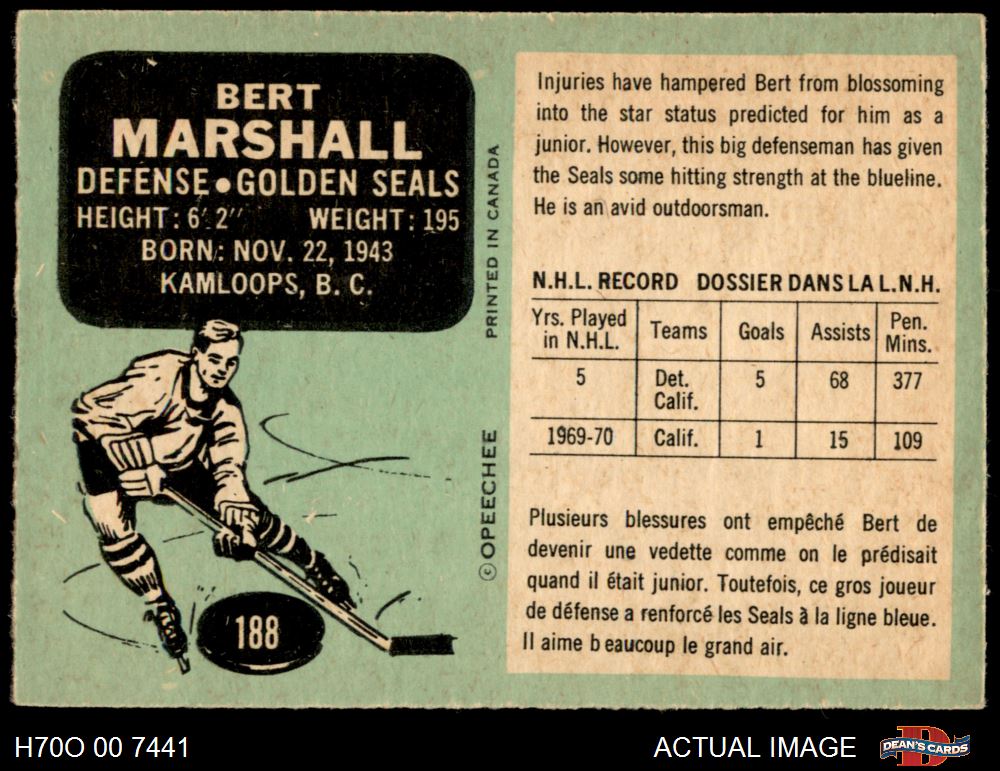 BERT
MARSHALL
DEFENSE•GOLDEN SEALS
HEIGHT: 6' 2" WEIGHT: 195
BORN: NOV. 22, 1943
KAMLOOPS, B. C.
PRINTED IN CANADA
© OPEECHEE
188
Injuries have hampered Bert from blossoming
into the star status predicted for him as a
junior. However, this big defenseman has given
the Seals some hitting strength at the blueline.
He is an avid outdoorsman.
N.H.L. RECORD DOSSIER DANS LA L.N.H.
Yrs. Played in N.H.L. Teams Goals Assists Pen. Mins.
5 Det. Calif. 5 68 377
1969-70 Calif. 1 15 109
Plusieurs blessures ont empêché Bert de
devenir une vedette comme on le prédisait
quand il était junior. Toutefois, ce gros joueur
de défense a renforcé les Seals à la ligne bleue.
Il aime beaucoup le grand air.
H70O 00 7441
ACTUAL IMAGE
DEAN'S CARDS